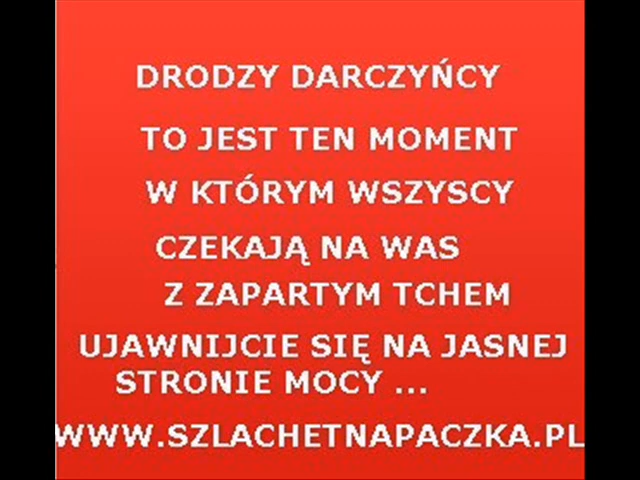 DRODZY DARCZYŃCY
TO JEST TEN MOMENT
W KTÓRYM WSZYSCY
CZEKAJĄ NA WAS
Z ZAPARTYM TCHEM
UJAWNIJCIE SIĘ NA JASNEJ
STRONIE MOCY ...
WWW.SZLACHETNAPACZKA.PL